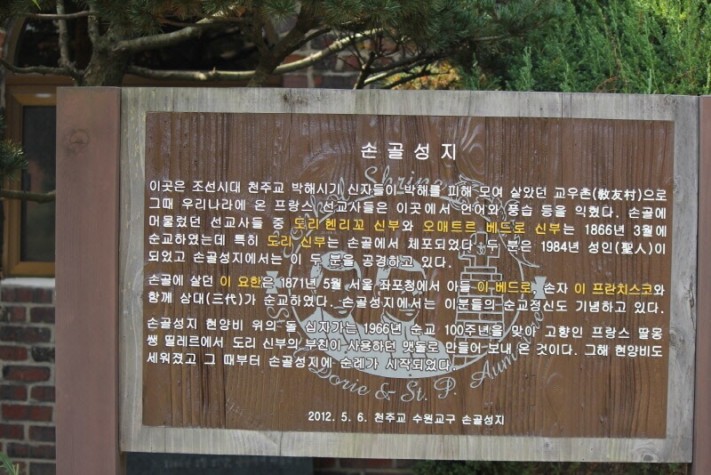 손골성지
이곳은 조선시대 천주교 박해시기 신자들이 박해를 피해 모여 살았던 교우촌(敎友村)으로
그때 우리나라에 온 프랑스 선교사들은 이곳에서 언어와 풍습 등을 익혔다. 손골에
머물렀던 선교사들 중 도리 헨리꼬 신부와 오매트르 베드로 신부는 1866년 3월에
순교하였는데 특히 도리 신부는 손골에서 체포되었다. 두 분은 1984년 성인(聖人)이
되었고 손골성지에서는 이 두 분을 공경하고 있다.
손골에 살던 이 요한은 1871년 5월 서울 좌포청에서 아들 이 베드로, 손자 이 프란치스코와
함께 삼대(三代)가 순교하였다. 손골성지에서는 이분들의 순교정신도 기념하고 있다.
손골성지 현양비 위의 돌 십자가는 1966년 순교 100주년을 맞아 고향인 프랑스 딸몽
쌩 띨레르에서 도리 신부의 부친이 사용하던 맷돌로 만들어 보내 온 것이다. 그해 현양비도
세워졌고 그 때부터 손골성지에 순례가 시작되었다.
2012. 5. 6. 천주교 수원교구 손골성지
Shrine
Dorie & St. P. Aumaitre